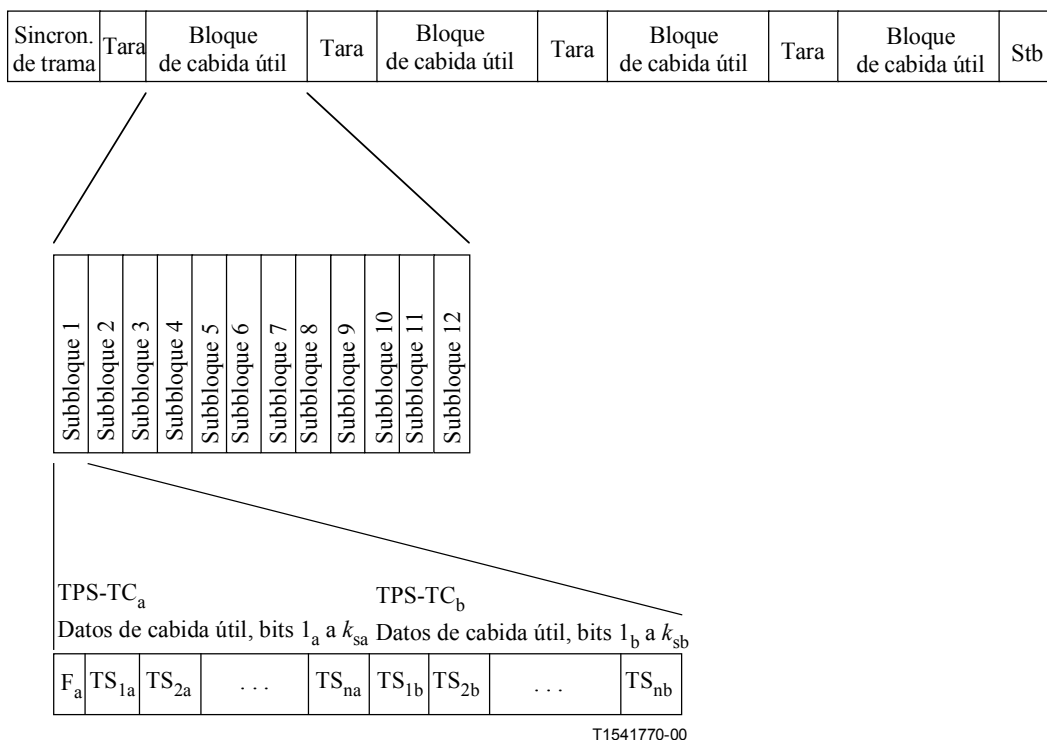 Sincron. de trama
Tara
Bloque de cabida útil
Tara
Bloque de cabida útil
Tara
Bloque de cabida útil
Tara
Bloque de cabida útil
Stb
Subbloque 1
Subbloque 2
Subbloque 3
Subbloque 4
Subbloque 5
Subbloque 6
Subbloque 7
Subbloque 8
Subbloque 9
Subbloque 10
Subbloque 11
Subbloque 12
TPS-TCa
Datos de cabida útil, bits 1a a ksa
TPS-TCb
Datos de cabida útil, bits 1b a ksb
Fa
TS1a
TS2a
. . .
TSna
TS1b
TS2b
. . .
TSnb
T1541770-00